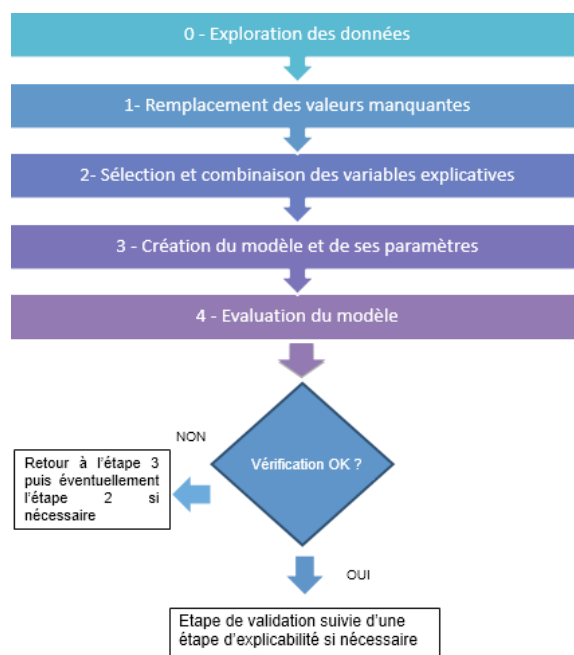 0 - Exploration des données
1- Remplacement des valeurs manquantes
2- Sélection et combinaison des variables explicatives
3 - Création du modèle et de ses paramètres
4 - Evaluation du modèle
Vérification OK ?
NON
Retour à l'étape 3
puis éventuellement
l'étape 2 si
nécessaire
OUI
Etape de validation suivie d'une
étape d'explicabilité si nécessaire